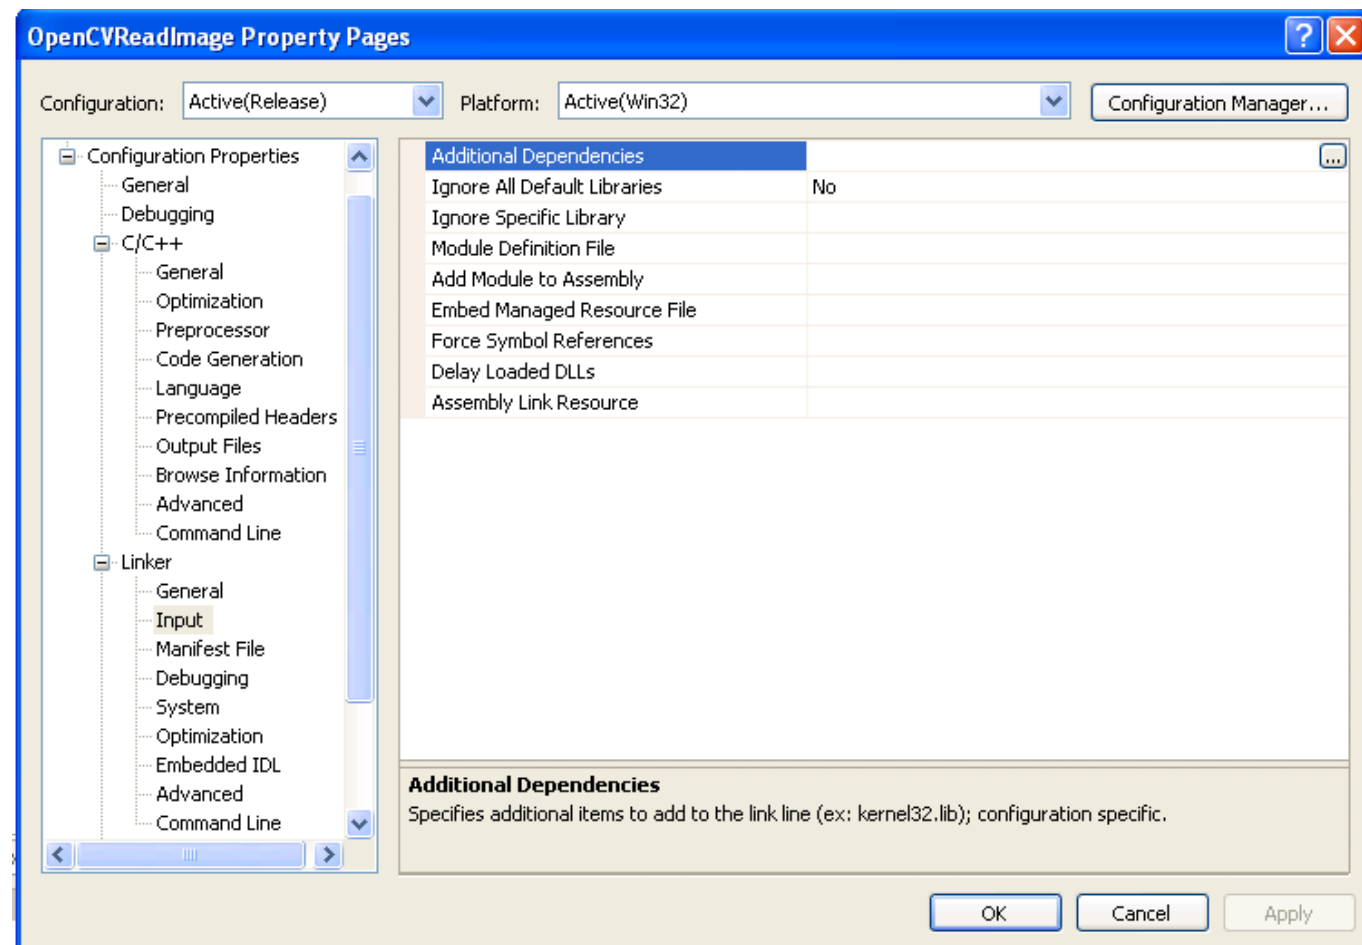 OpenCVReadImage Property Pages
Configuration: Active(Release) Platform: Active(Win32) Configuration Manager...
Configuration Properties
General
Debugging
C/C++
General
Optimization
Preprocessor
Code Generation
Language
Precompiled Headers
Output Files
Browse Information
Advanced
Command Line
Linker
General
Input
Manifest File
Debugging
System
Optimization
Embedded IDL
Advanced
Command Line
Additional Dependencies ...
Ignore All Default Libraries No
Ignore Specific Library
Module Definition File
Add Module to Assembly
Embed Managed Resource File
Force Symbol References
Delay Loaded DLLs
Assembly Link Resource
Additional Dependencies
Specifies additional items to add to the link line (ex: kernel32.lib); configuration specific.
OK Cancel Apply